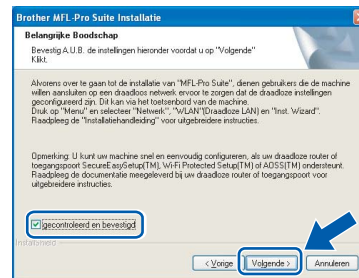 Brother MFL-Pro Suite Installatie
Belangrijke Boodschap
Bevestig A.U.B. de instellingen hieronder voordat u op "Volgende"
Klikt.
Alvorens over te gaan tot de installatie van "MFL-Pro Suite", dienen gebruikers die de machine
willen aansluiten op een draadloos netwerk ervoor te zorgen dat de draadloze instellingen
geconfigureerd zijn. Dit kan via het toetsenbord van de machine.
Druk op "Menu" en selecteer "Netwerk", "WLAN"(Draadloze LAN) en "Inst. Wizard".
Raadpleeg de "Installatiehandleiding" voor uitgebreidere instructies.
Opmerking: U kunt uw machine snel en eenvoudig configureren, als uw draadloze router of
toegangspoort SecureEasySetup(TM), Wi-Fi Protected Setup(TM) of AOSS(TM) ondersteunt.
Raadpleeg de documentatie meegeleverd bij uw draadloze router of toegangspoort voor
uitgebreidere instructies.
gecontroleerd en bevestigd
InstallShield
< Vorige
Volgende >
Annuleren